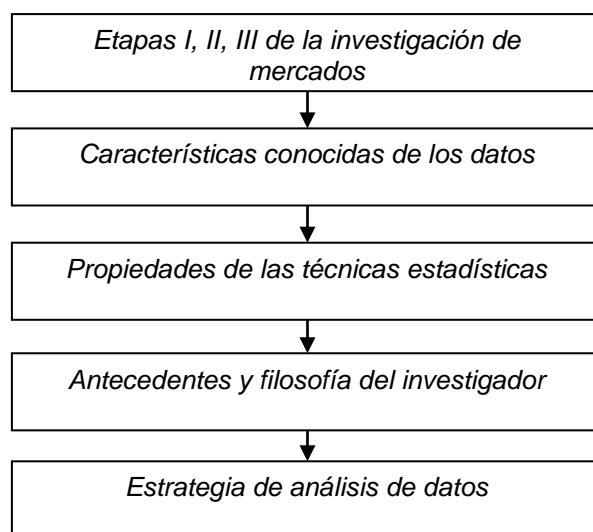 Etapas I, II, III de la investigación de
mercados
Características conocidas de los datos
Propiedades de las técnicas estadísticas
Antecedentes y filosofía del investigador
Estrategia de análisis de datos